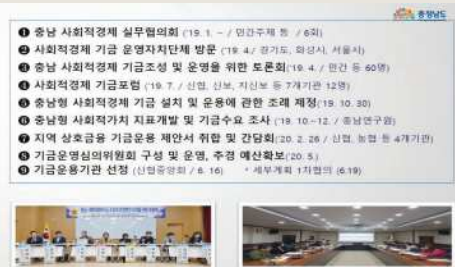 충청남도
❶ 충남 사회적경제 실무협의회 ('19. 1. ~ / 민간주체 등 / 6회)
❷ 사회적경제 기금 운영자치단체 방문 ('19. 4./ 경기도, 화성시, 서울시)
❸ 충남 사회적경제 기금조성 및 운영을 위한 토론회('19. 4. / 민간 등 60명)
❹ 사회적경제 기금포럼 ('19. 7. / 신협, 신보, 지신보 등 7개기관 12명)
❺ 충남형 사회적경제 기금 설치 및 운용에 관한 조례 제정('19. 10. 30)
❻ 충남형 사회적가치 지표개발 및 기금수요 조사 ('19. 10.~12. / 충남연구원)
❼ 지역 상호금융 기금운용 제안서 취합 및 간담회('20. 2. 26 / 신협, 농협 등 4개기관)
❽ 기금운영심의위원회 구성 및 운영, 추경 예산확보('20. 5.)
❾ 기금운용기관 선정 (신협중앙회 / 6. 16) * 세부계획 1차협의 (6.19)